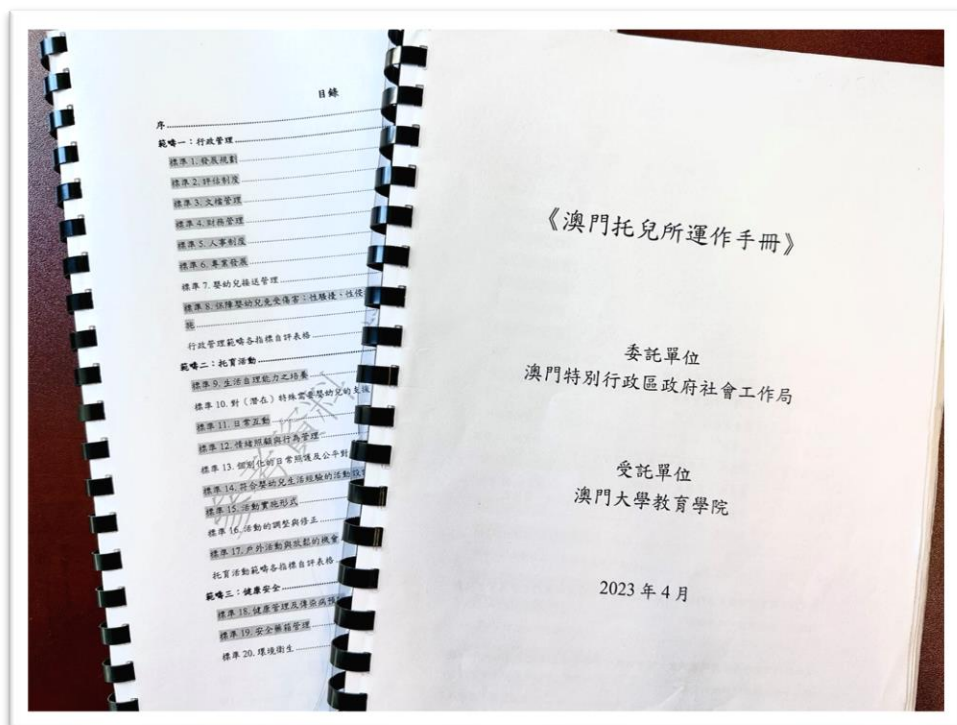 目錄
序
範疇一：行政管理
標準 1. 發展規劃
標準 2. 評估制度
標準 3. 文檔管理
標準 4. 財務管理
標準 5. 人事制度
標準 6. 專業發展
標準 7. 嬰幼兒接送管理
標準 8. 保障嬰幼兒免受傷害：性騷擾、性侵
施
行政管理範疇各指標自評表格
範疇二：托育活動
標準 9. 生活自理能力之培養
標準 10. 對（潛在）特殊需要嬰幼兒的支援
標準 11. 日常互動
標準 12. 情緒照顧與行為管理
標準 13. 個別化的日常照護及公平對
標準 14. 符合嬰幼兒生活經驗的活動設
標準 15. 活動實施形式
標準 16. 活動的調整與修正
標準 17. 戶外活動與放鬆的機會
托育活動範疇各指標自評表格
範疇三：健康安全
標準 18. 健康管理及傳染病預
標準 19. 安全無菸管理
標準 20. 環境衛生
《澳門托兒所運作手冊》
委託單位
澳門特別行政區政府社會工作局
受託單位
澳門大學教育學院
2023 年 4 月